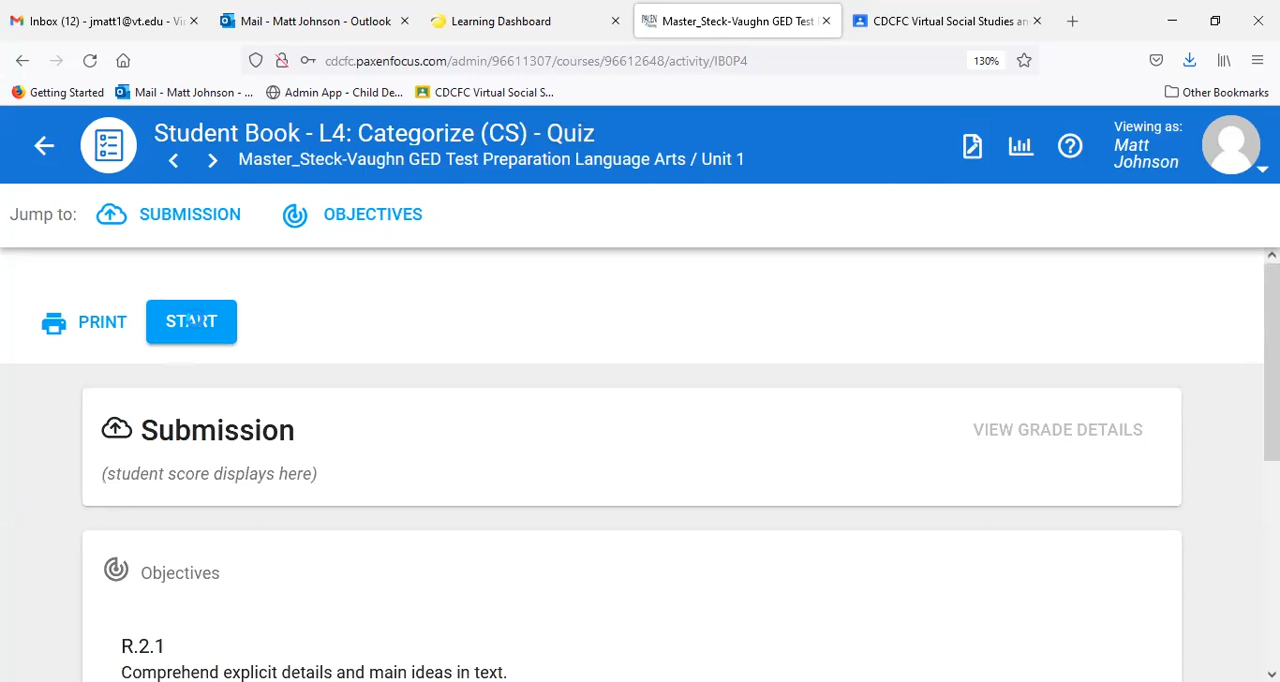 Inbox (12) - jmatt1@vt.edu - Vir
Mail - Matt Johnson - Outlook
Learning Dashboard
Master_Steck-Vaughn GED Test
CDCFC Virtual Social Studies an
cdcfc.paxenfocus.com/admin/96611307/courses/96612648/activity/IB0P4
130%
Getting Started
Mail - Matt Johnson - ...
Admin App - Child De...
CDCFC Virtual Social S...
Other Bookmarks
Student Book - L4: Categorize (CS) - Quiz
Master_Steck-Vaughn GED Test Preparation Language Arts / Unit 1
Viewing as:
Matt
Johnson
Jump to:
SUBMISSION
OBJECTIVES
PRINT
START
Submission
VIEW GRADE DETAILS
(student score displays here)
Objectives
R.2.1
Comprehend explicit details and main ideas in text.